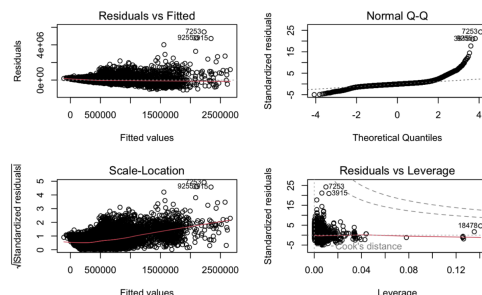 Residuals vs Fitted
Residuals
0e+00 4e+06
7253
3915
0 500000 1500000 2500000
Fitted values
Normal Q-Q
Standardized residuals
-5 5 15 25
7253
-4 -2 0 2 4
Theoretical Quantiles
Scale-Location
√|Standardized residuals|
0 1 2 3 4 5
7253
0 500000 1500000 2500000
Fitted values
Residuals vs Leverage
Standardized residuals
-5 5 15 25
7253
3915
18478
Cook's distance
0.00 0.04 0.08 0.12
Leverage